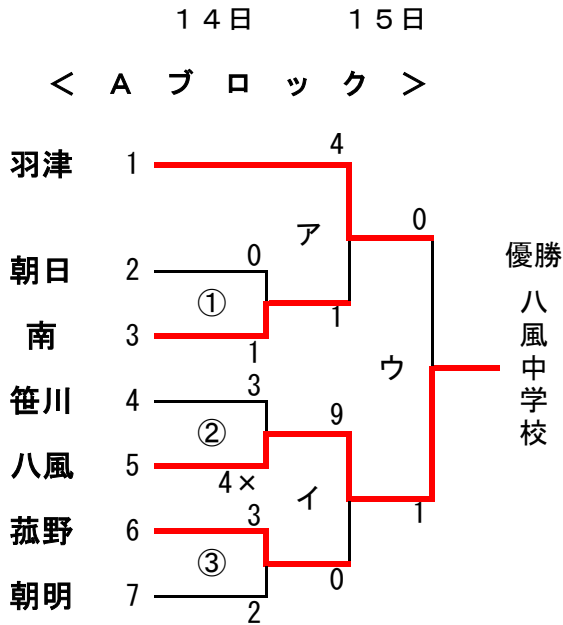 １４日 １５日
＜ Ａ ブ ロ ッ ク ＞
4
羽津 1
0
ア
0
優勝
朝日 2
①
八風中学校
南 3
1
1
ウ
3
9
笹川 4
②
八風 5
4×
イ
1
3
菰野 6
③
0
朝明 7
2